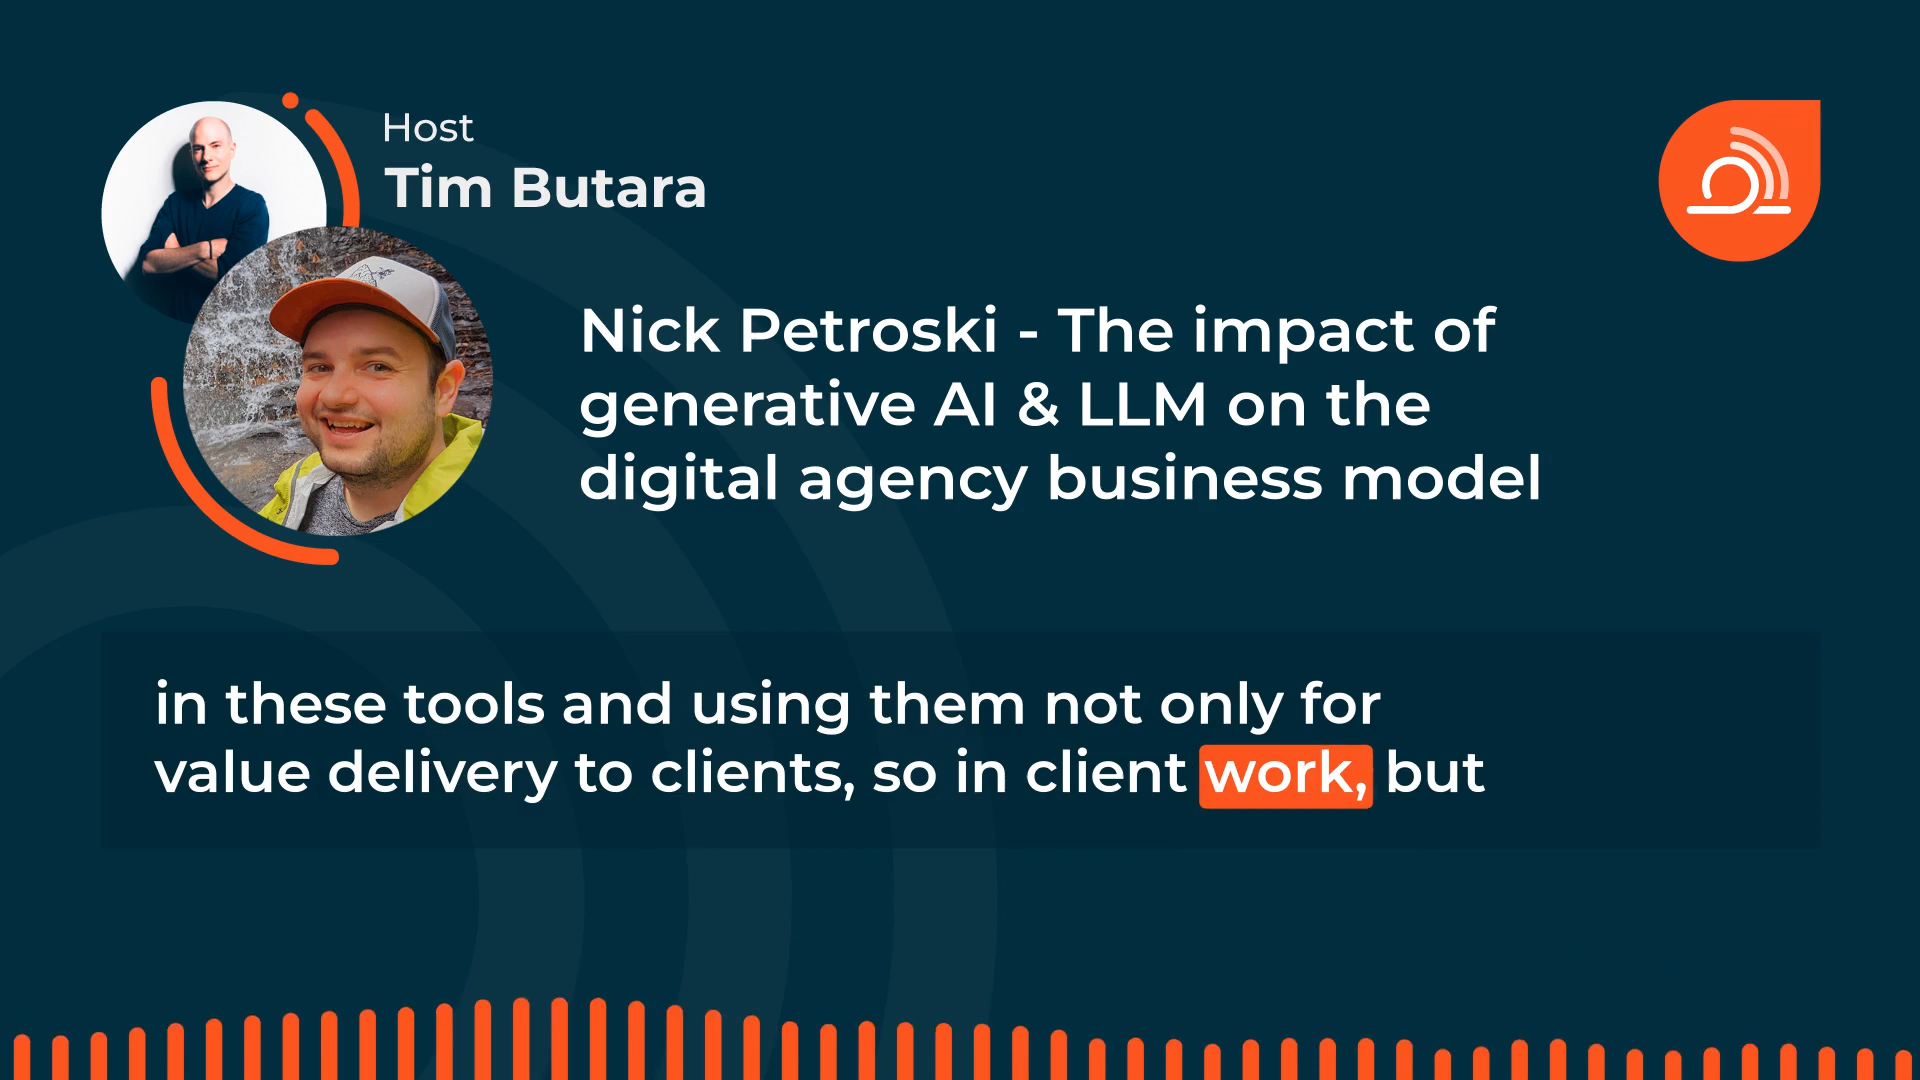 Host
Tim Butara
Nick Petroski - The impact of
generative AI & LLM on the
digital agency business model
in these tools and using them not only for
value delivery to clients, so in client work, but